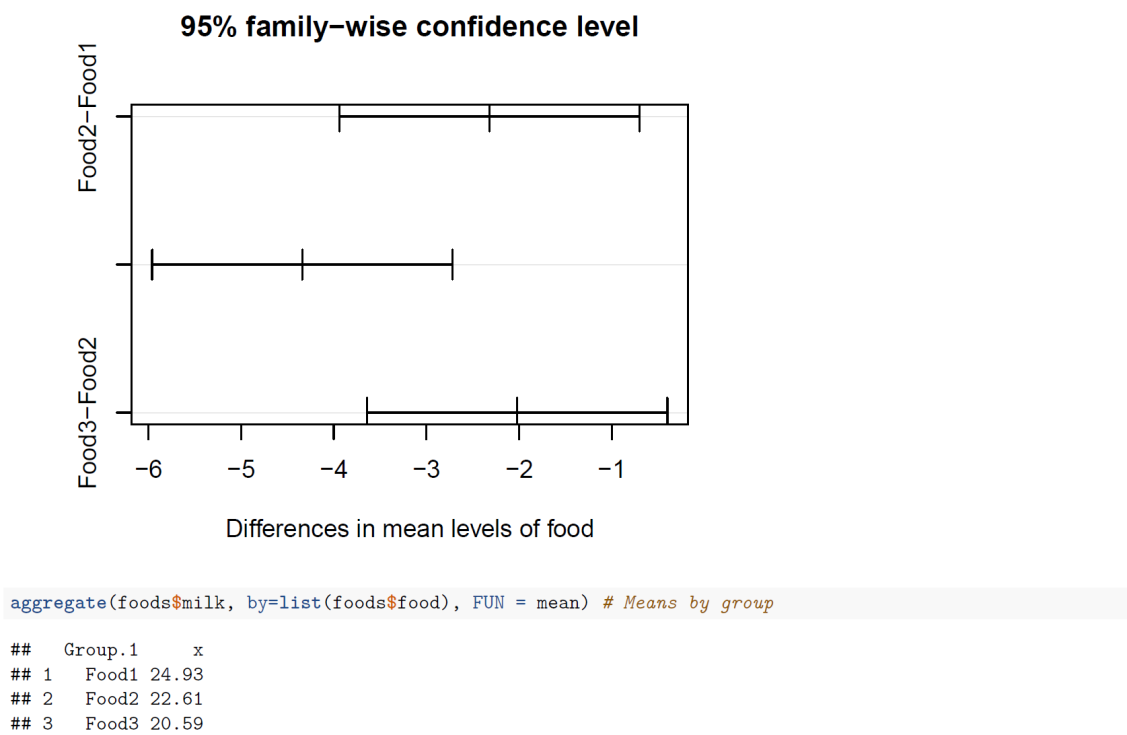 95% family−wise confidence level
Food2−Food1
Food3−Food2
−6 −5 −4 −3 −2 −1
Differences in mean levels of food
aggregate(foods$milk, by=list(foods$food), FUN = mean) # Means by group
##   Group.1     x
## 1   Food1 24.93
## 2   Food2 22.61
## 3   Food3 20.59